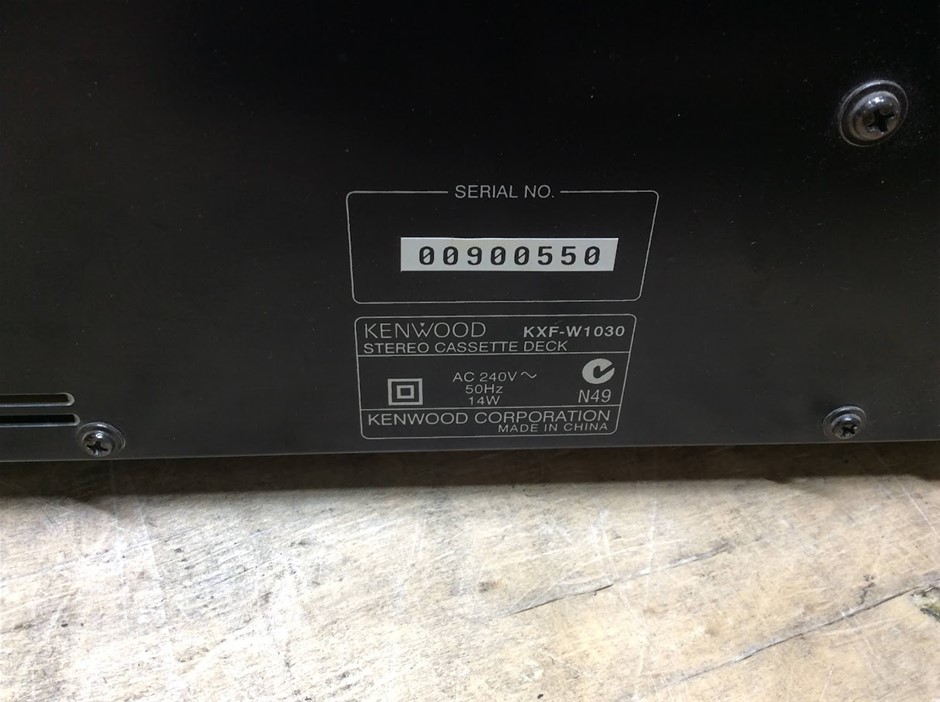 SERIAL NO.
00900550
KENWOOD KXF-W1030
STEREO CASSETTE DECK
AC 240V ~
50Hz
14W
N49
KENWOOD CORPORATION
MADE IN CHINA